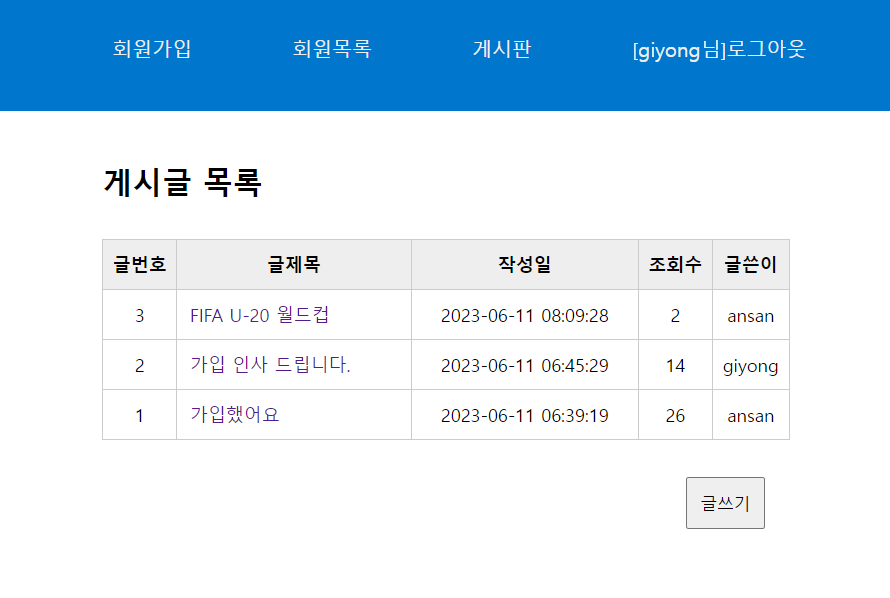 회원가입 회원목록 게시판 [giyong님]로그아웃
게시글 목록
글번호 글제목 작성일 조회수 글쓴이
3 FIFA U-20 월드컵 2023-06-11 08:09:28 2 ansan
2 가입 인사 드립니다. 2023-06-11 06:45:29 14 giyong
1 가입했어요 2023-06-11 06:39:19 26 ansan
글쓰기